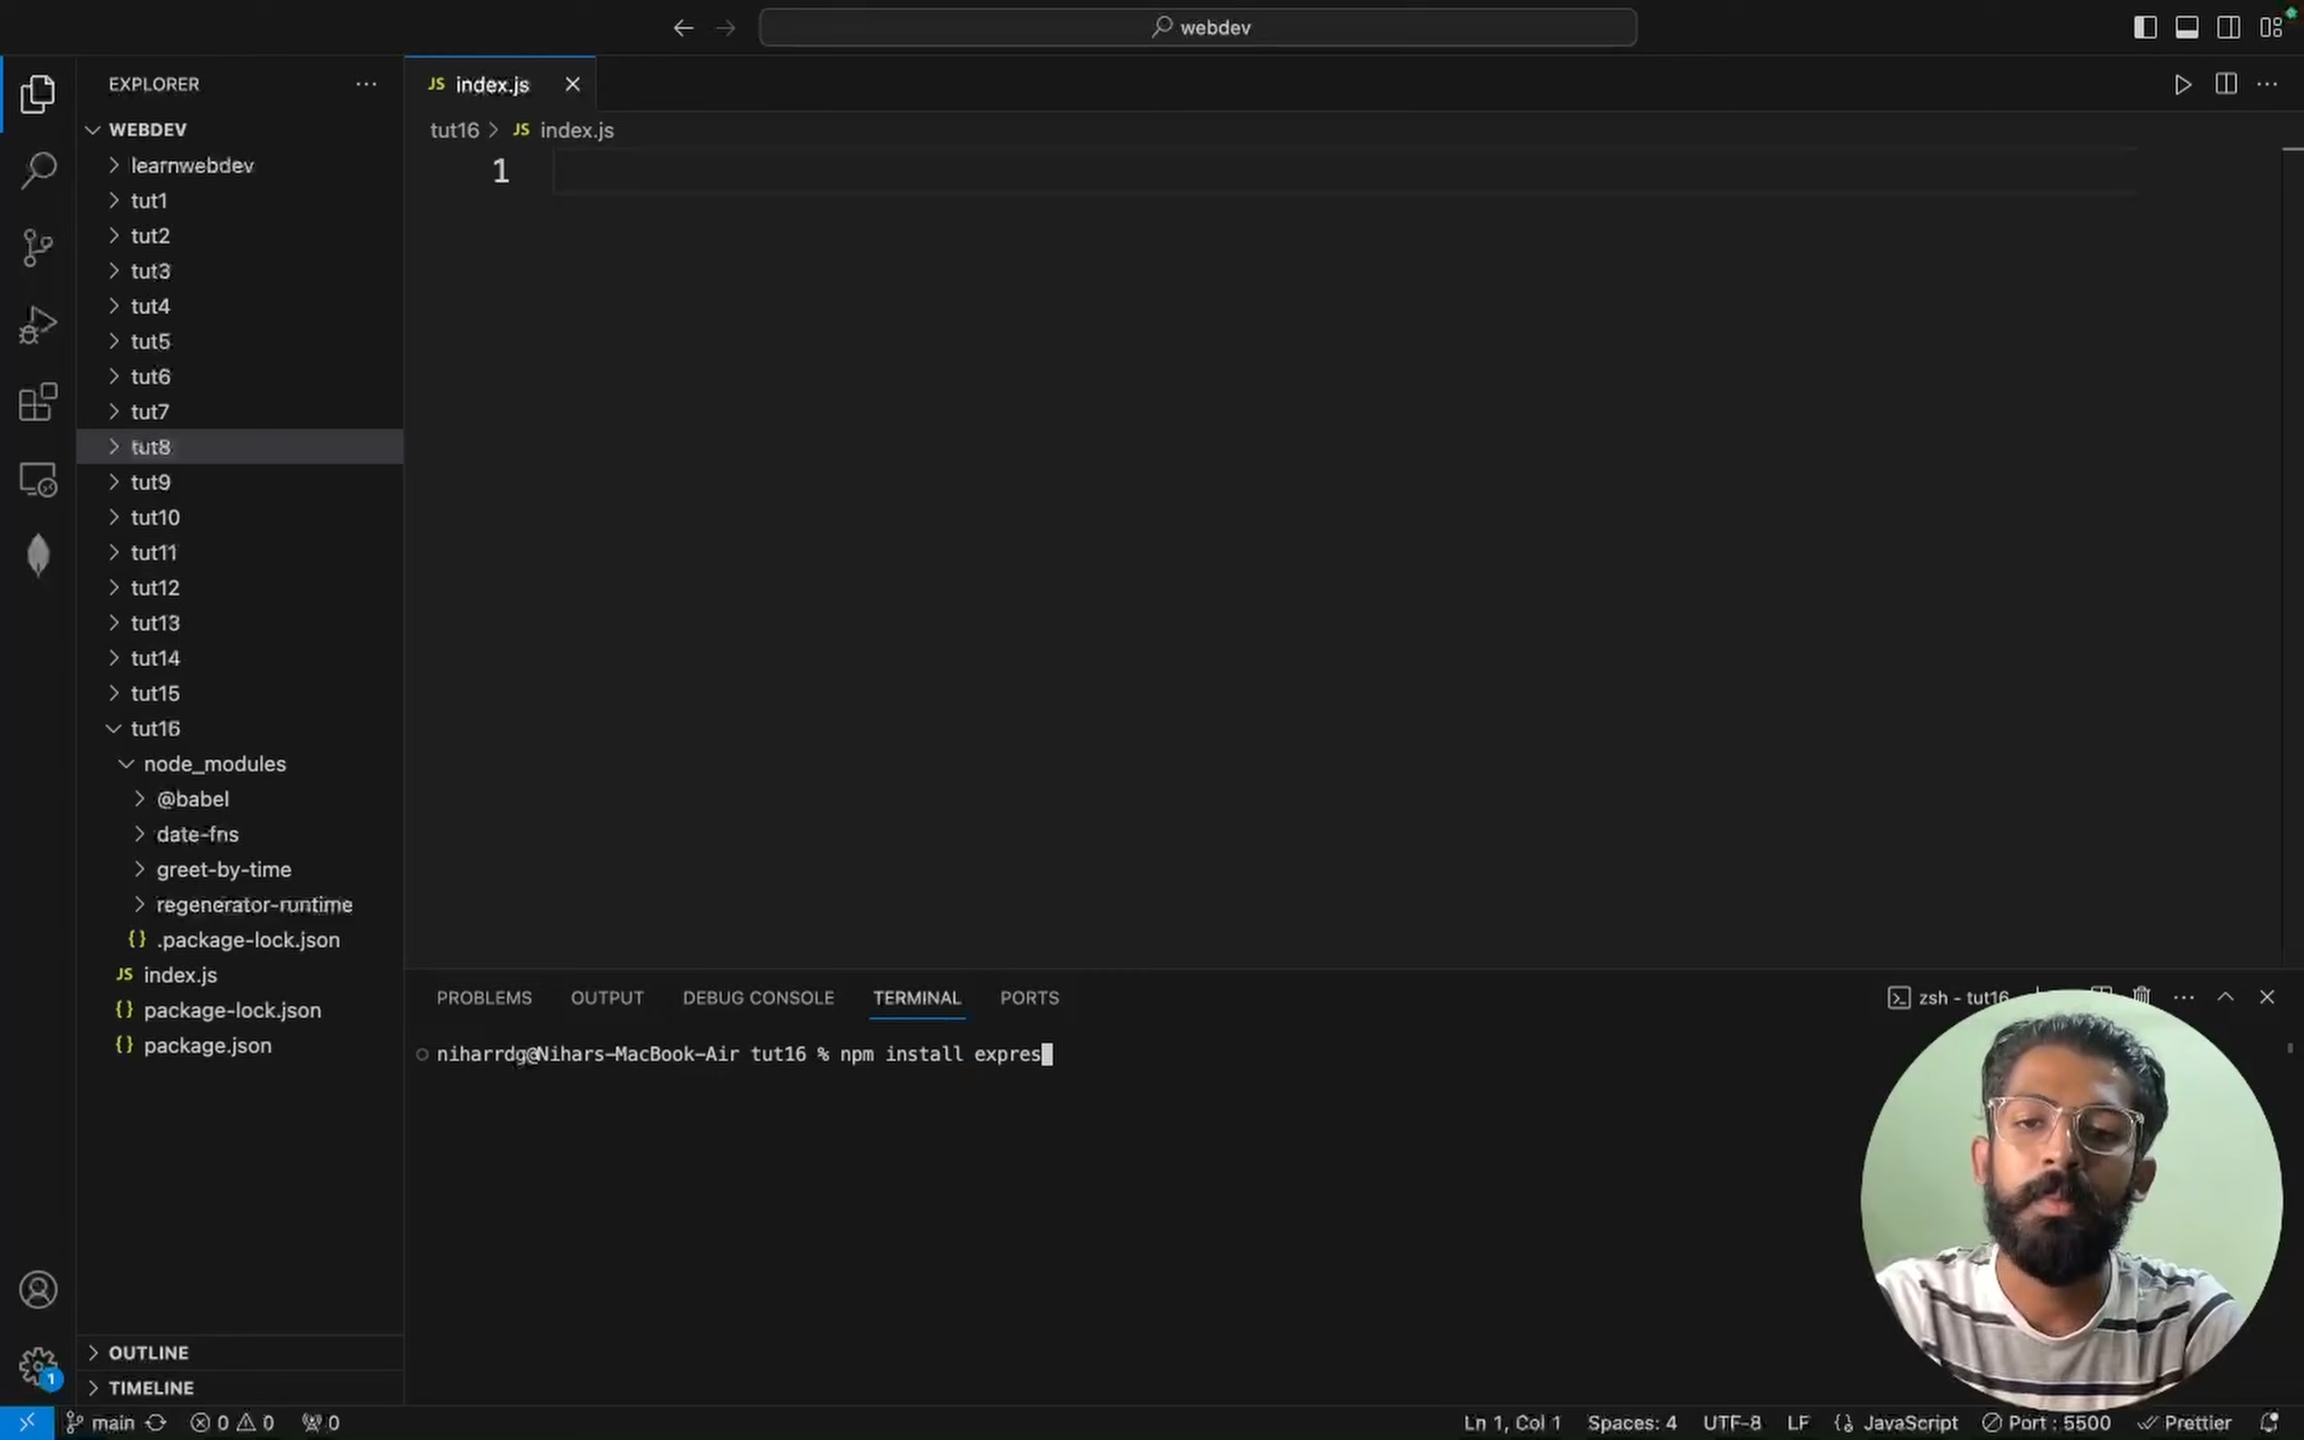 webdev
EXPLORER
WEBDEV
learnwebdev
tut1
tut2
tut3
tut4
tut5
tut6
tut7
tut8
tut9
tut10
tut11
tut12
tut13
tut14
tut15
tut16
node_modules
@babel
date-fns
greet-by-time
regenerator-runtime
{} .package-lock.json
JS index.js
{} package-lock.json
{} package.json
OUTLINE
TIMELINE
JS index.js
tut16 > JS index.js
1
PROBLEMS OUTPUT DEBUG CONSOLE TERMINAL PORTS
zsh - tut16
niharrdg@Nihars-MacBook-Air tut16 % npm install expres
1
main 0 0 0
Ln 1, Col 1 Spaces: 4 UTF-8 LF {} JavaScript Port : 5500 Prettier